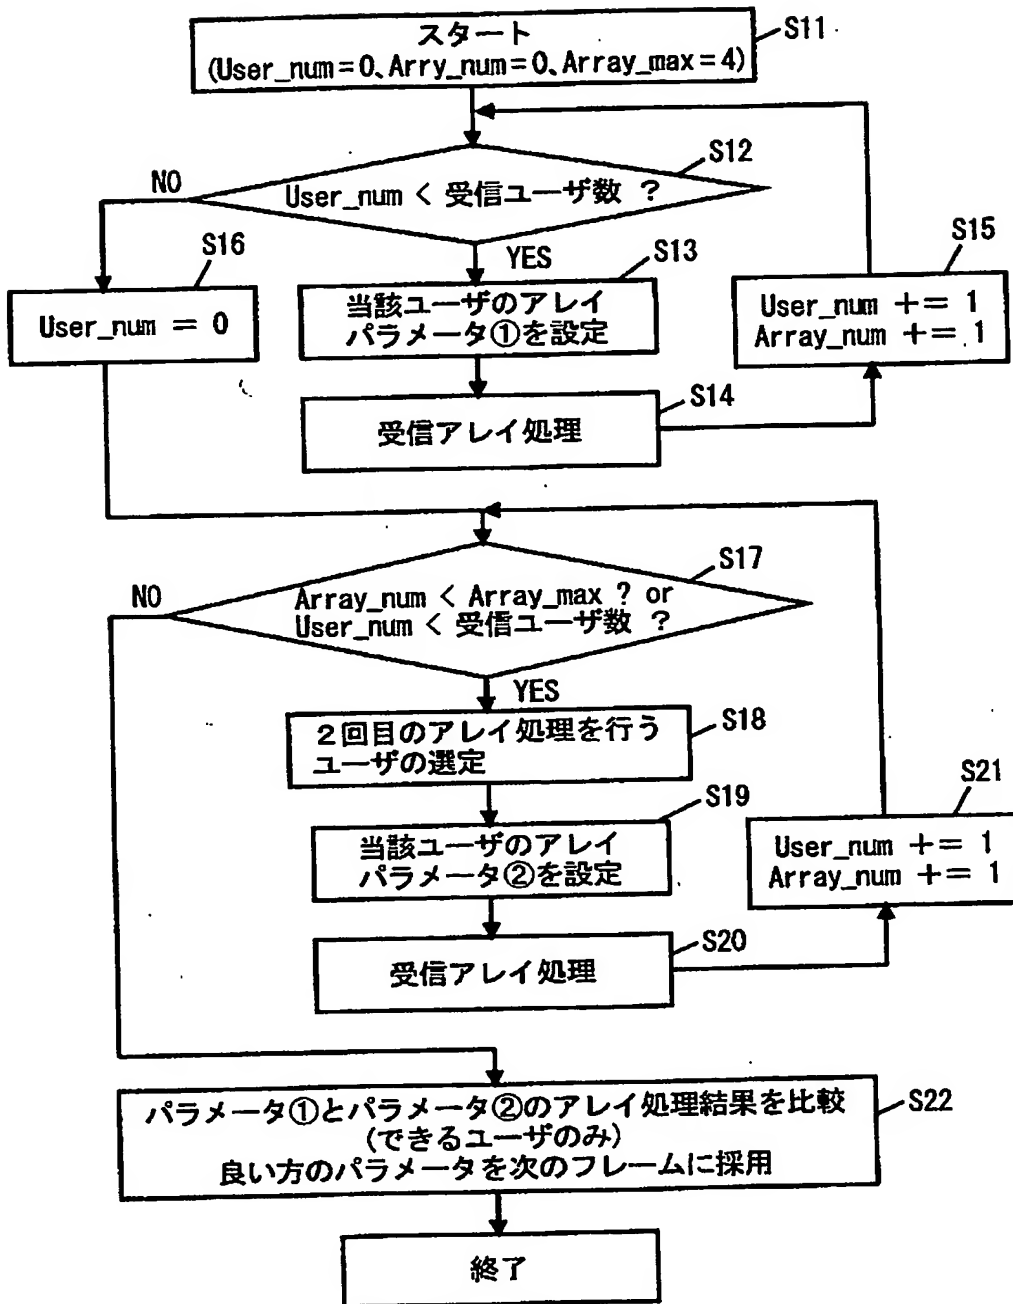 スタート
(User_num=0、Arry_num=0、Array_max=4)
S11
S12
User_num < 受信ユーザ数 ?
NO
YES
S16
User_num = 0
S13
当該ユーザのアレイ
パラメータ①を設定
S15
User_num += 1
Array_num += 1
S14
受信アレイ処理
S17
Array_num < Array_max ? or
User_num < 受信ユーザ数 ?
NO
YES
S18
2回目のアレイ処理を行う
ユーザの選定
S19
当該ユーザのアレイ
パラメータ②を設定
S21
User_num += 1
Array_num += 1
S20
受信アレイ処理
S22
パラメータ①とパラメータ②のアレイ処理結果を比較
(できるユーザのみ)
良い方のパラメータを次のフレームに採用
終了